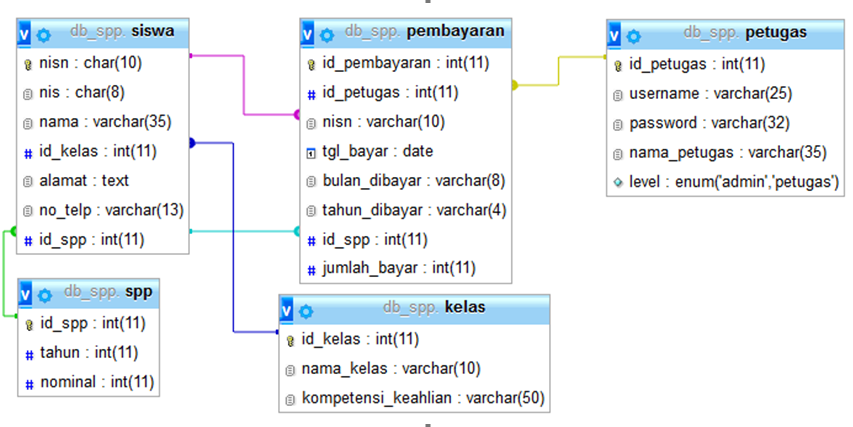 db_spp. siswa
nisn : char(10)
nis : char(8)
nama : varchar(35)
id_kelas : int(11)
alamat : text
no_telp : varchar(13)
id_spp : int(11)
db_spp. pembayaran
id_pembayaran : int(11)
id_petugas : int(11)
nisn : varchar(10)
tgl_bayar : date
bulan_dibayar : varchar(8)
tahun_dibayar : varchar(4)
id_spp : int(11)
jumlah_bayar : int(11)
db_spp. petugas
id_petugas : int(11)
username : varchar(25)
password : varchar(32)
nama_petugas : varchar(35)
level : enum('admin','petugas')
db_spp. spp
id_spp : int(11)
tahun : int(11)
nominal : int(11)
db_spp. kelas
id_kelas : int(11)
nama_kelas : varchar(10)
kompetensi_keahlian : varchar(50)